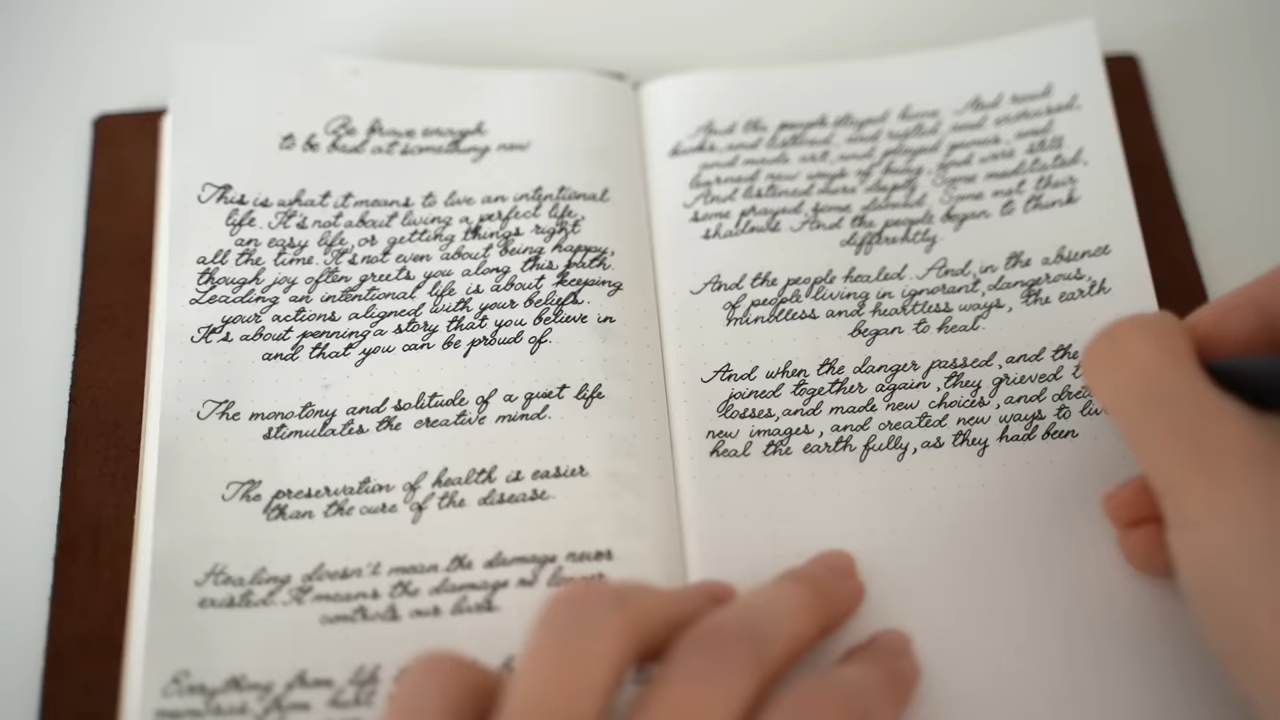 Be brave enough
to be bad at something new
This is what it means to live an intentional
life. It's not about living a perfect life,
an easy life, or getting things right
all the time. It's not even about being happy,
though joy often greets you along this path.
Leading an intentional life is about keeping
your actions aligned with your beliefs.
It's about penning a story that you believe in
and that you can be proud of.
The monotony and solitude of a quiet life
stimulates the creative mind.
The preservation of health is easier
than the cure of the disease.
Healing doesn't mean the damage never
existed. It means the damage no longer
controls our lives.
Everything from life
memories from
And the people stayed home. And read
books, and listened, and rested, and exercised,
and made art, and played games, and
learned new ways of being. And were still.
And listened more deeply. Some meditated,
some prayed, some danced. Some met their
shadows. And the people began to think
differently
And the people healed. And, in the absence
of people living in ignorant, dangerous,
mindless and heartless ways, the earth
began to heal.
And when the danger passed, and the
joined together again, they grieved
losses, and made new choices, and
new images, and created new ways to
heal the earth fully, as they had been